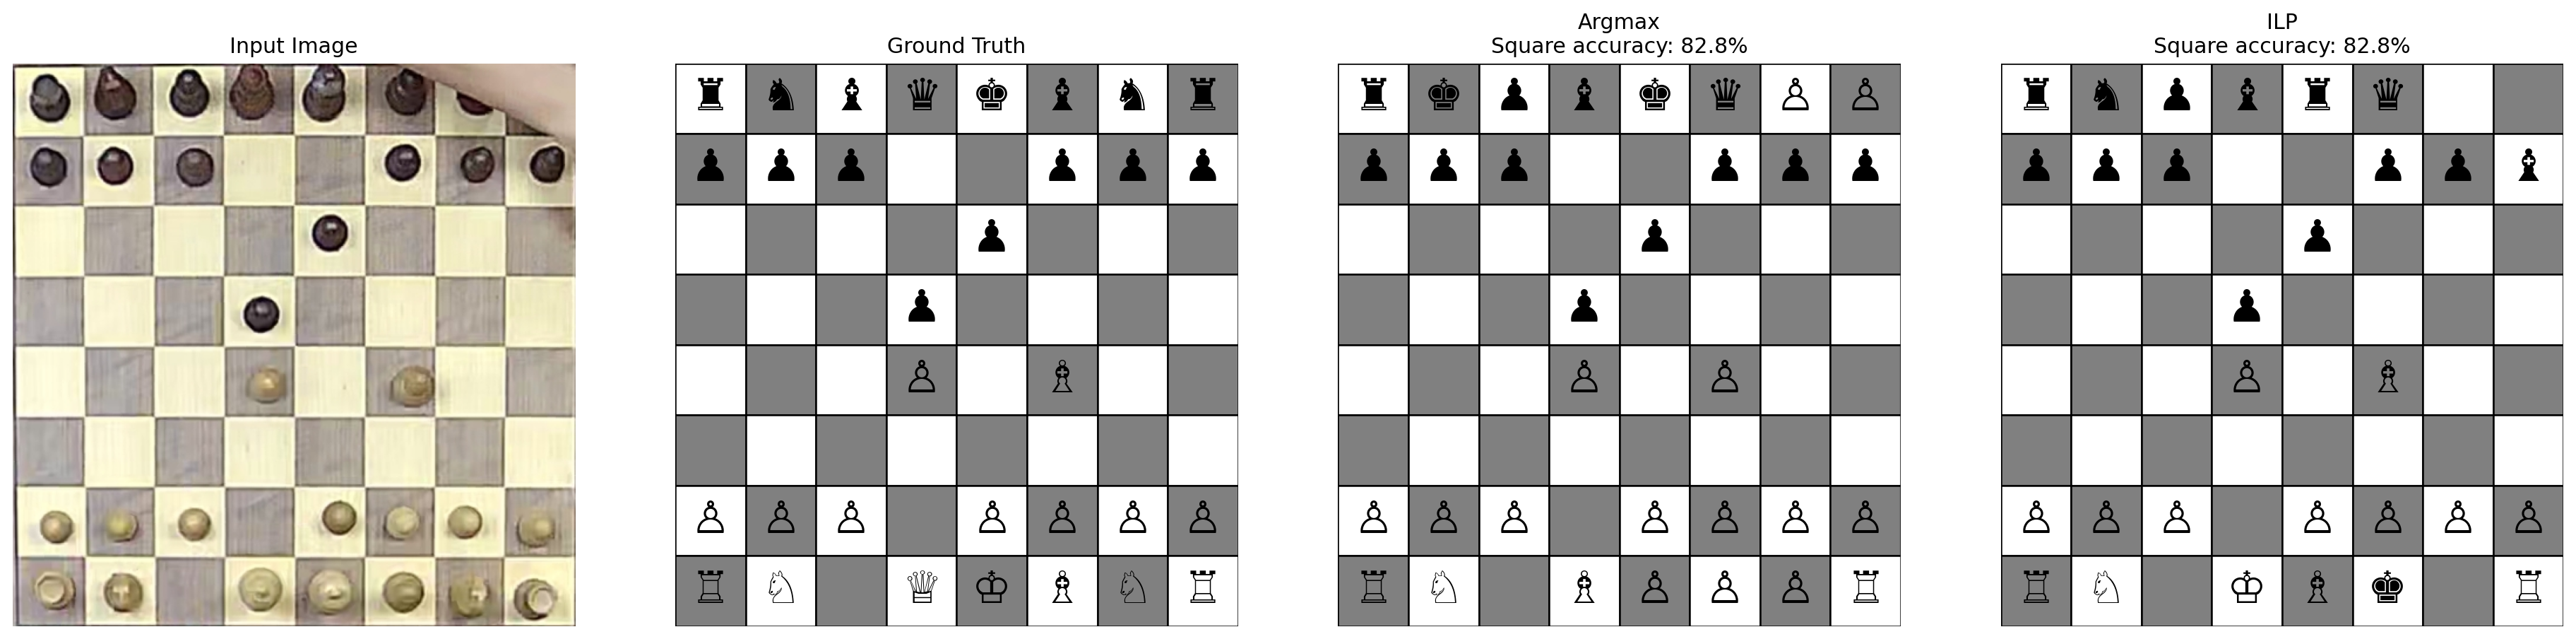 Input Image
Ground Truth
Argmax
Square accuracy: 82.8%
ILP
Square accuracy: 82.8%